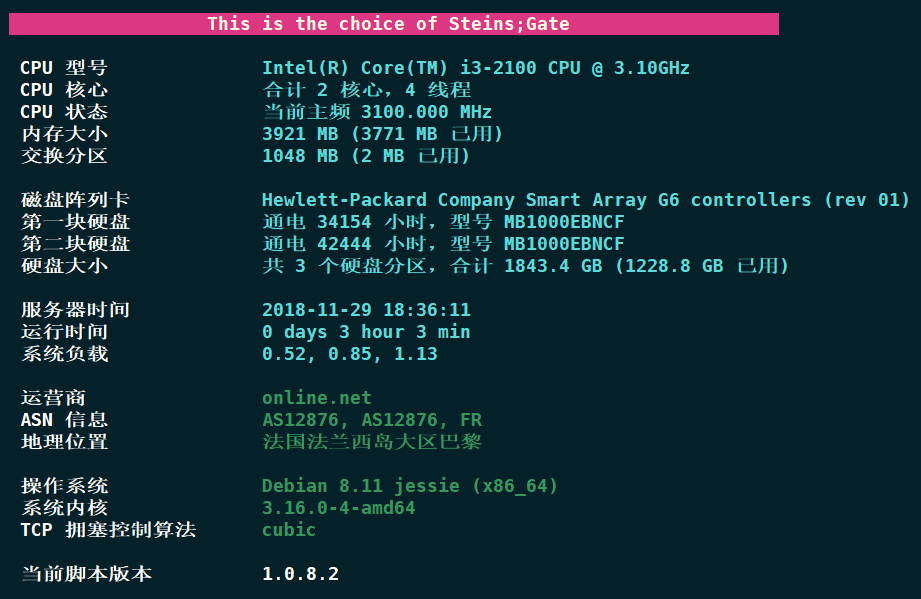 This is the choice of Steins;Gate
CPU 型号 Intel(R) Core(TM) i3-2100 CPU @ 3.10GHz
CPU 核心 合计 2 核心，4 线程
CPU 状态 当前主频 3100.000 MHz
内存大小 3921 MB (3771 MB 已用)
交换分区 1048 MB (2 MB 已用)
磁盘阵列卡 Hewlett-Packard Company Smart Array G6 controllers (rev 01)
第一块硬盘 通电 34154 小时，型号 MB1000EBNCF
第二块硬盘 通电 42444 小时，型号 MB1000EBNCF
硬盘大小 共 3 个硬盘分区，合计 1843.4 GB (1228.8 GB 已用)
服务器时间 2018-11-29 18:36:11
运行时间 0 days 3 hour 3 min
系统负载 0.52, 0.85, 1.13
运营商 online.net
ASN 信息 AS12876, AS12876, FR
地理位置 法国法兰西岛大区巴黎
操作系统 Debian 8.11 jessie (x86_64)
系统内核 3.16.0-4-amd64
TCP 拥塞控制算法 cubic
当前脚本版本 1.0.8.2